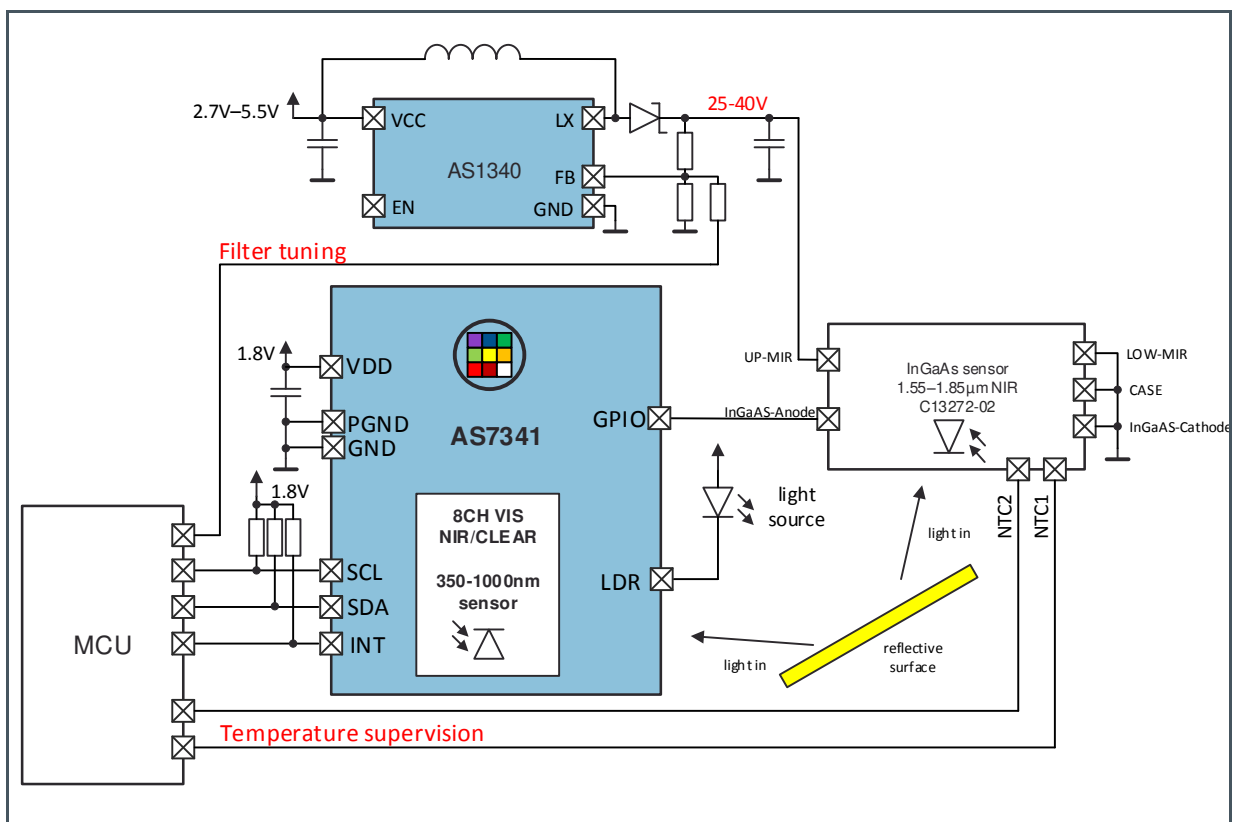 2.7V–5.5V
VCC
LX
25-40V
AS1340
FB
EN
GND
Filter tuning
1.8V
VDD
PGND
GND
AS7341
GPIO
InGaAS-Anode
UP-MIR
InGaAs sensor
1.55–1.85µm NIR
C13272-02
LOW-MIR
CASE
InGaAS-Cathode
NTC2
NTC1
1.8V
8CH VIS
NIR/CLEAR
350-1000nm
sensor
light
source
light in
SCL
SDA
INT
LDR
MCU
light in
reflective
surface
Temperature supervision